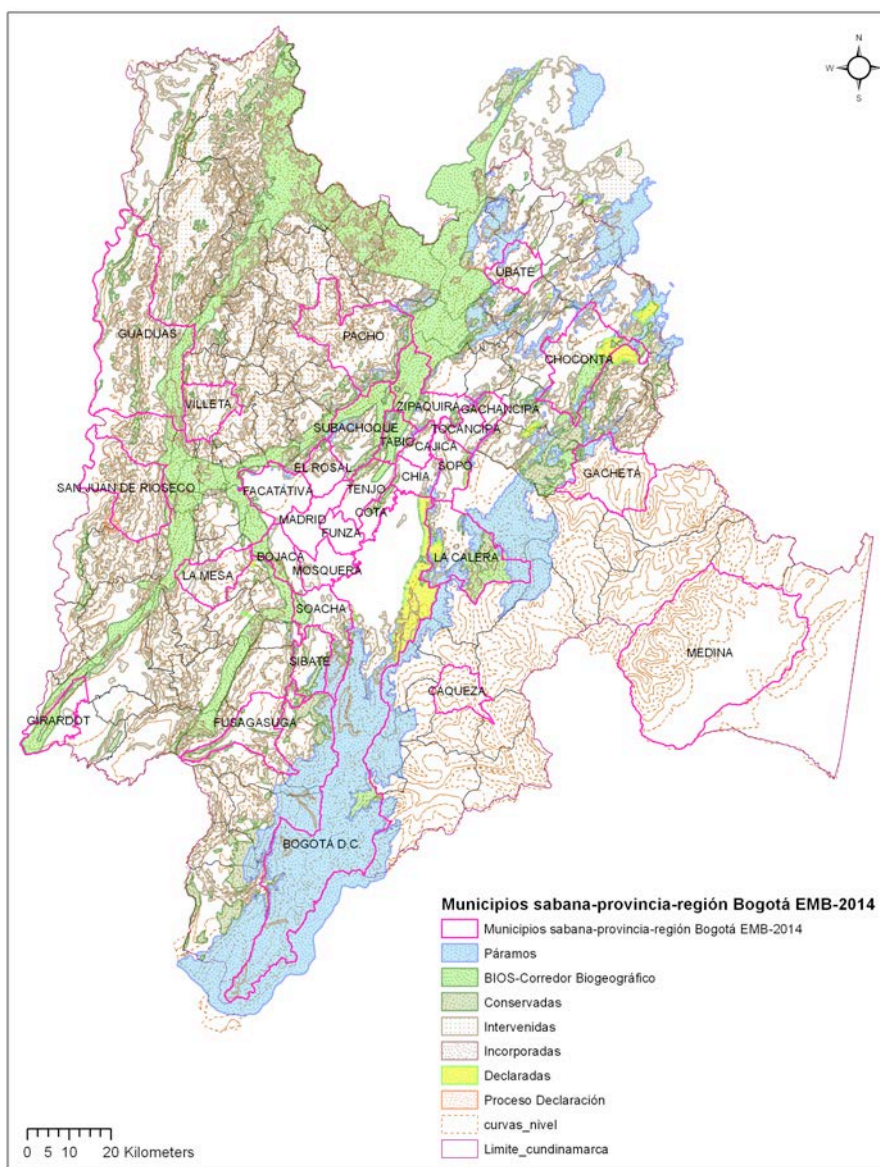 N
W
S
UBATÉ
GUADUAS
PACHO
CHOCONTA
VILLETA
ZIPAQUIRA
GACHANCIPA
SUBACHOQUE
TOCANCIPA
TABIO
CAJICA
EL ROSAL
SOPO
SAN JUAN DE RIOSECO
CHIA
GACHETÁ
FACATATIVA
TENJO
COTA
MADRID
FUNZA
BOJACA
LA CALERA
MOSQUERA
LA MESA
SOACHA
SIBATÉ
MEDINA
CAQUEZA
GIRARDOT
FUSAGASUGA
BOGOTÁ D.C.
Municipios sabana-provincia-región Bogotá EMB-2014
Municipios sabana-provincia-región Bogotá EMB-2014
Páramos
BIOS-Corredor Biogeográfico
Conservadas
Intervenidas
Incorporadas
Declaradas
Proceso Declaración
curvas_nivel
Limite_cundinamarca
0 5 10 20 Kilometers